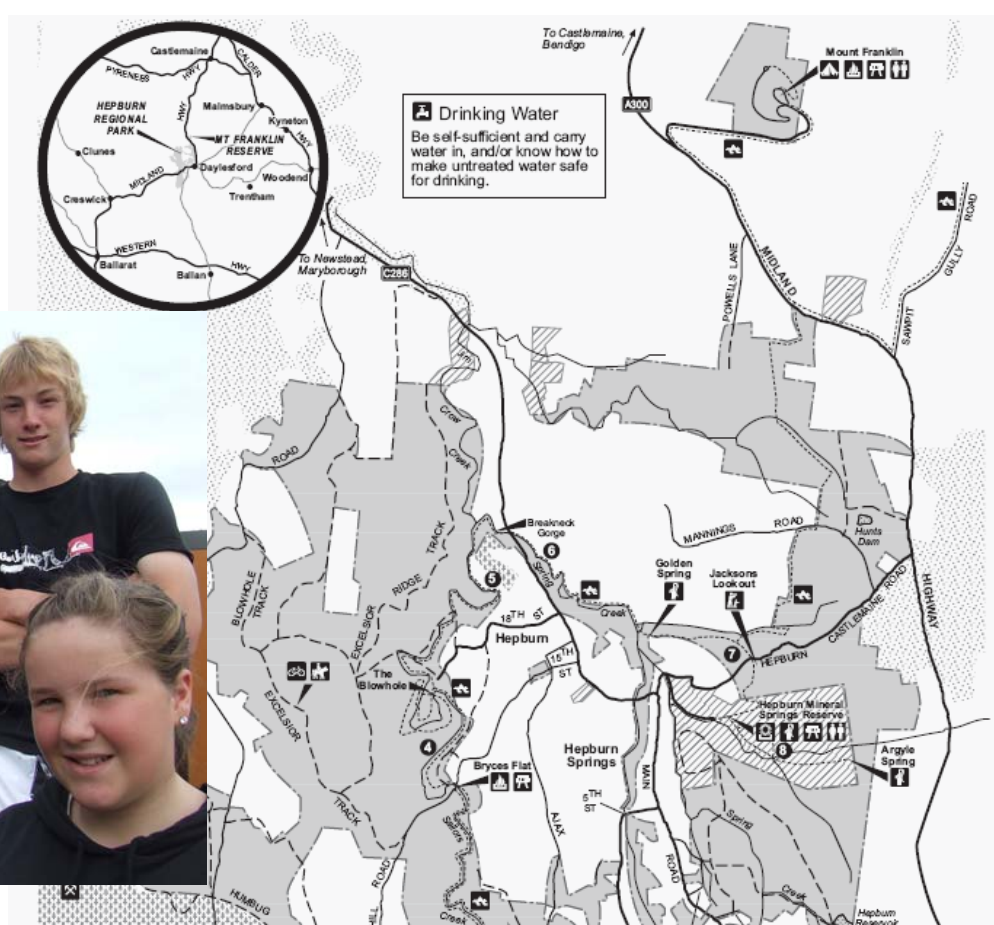 To Castlemaine,
Bendigo
Mount Franklin
A300
Drinking Water
Be self-sufficient and carry
water in, and/or know how to
make untreated water safe
for drinking.
Castlemaine
CALDER
PYRENEES
HWY
HWY
HEPBURN
REGIONAL
PARK
Malmsbury
Kyneton
HWY
MT FRANKLIN
RESERVE
Clunes
Daylesford
Woodend
MIDLAND
Trentham
Creswick
WESTERN
HWY
Ballarat
Ballan
To Newstead,
Maryborough
C286
POWELLS LANE
MIDLAND
SAWPIT
GULLY
ROAD
Crow
Creek
ROAD
MANNINGS ROAD
Hunts
Dam
Breakneck
Gorge
6
5
Spring
Creek
Golden
Spring
Jacksons
Lookout
BLOWHOLE
TRACK
EXCELSIOR
RIDGE
TRACK
18TH ST
Hepburn
15TH
ST
7
HEPBURN
CASTLEMAINE ROAD
HIGHWAY
The
Blowhole
EXCELSIOR
TRACK
4
Hepburn Mineral
Springs Reserve
8
Argyle
Spring
Hepburn
Springs
Bryces Flat
MAIN
ROAD
5TH
ST
AJAX
Spring
Creek
Sailors
Creek
HILL ROAD
HUMBUG
Hepburn
Reservoir